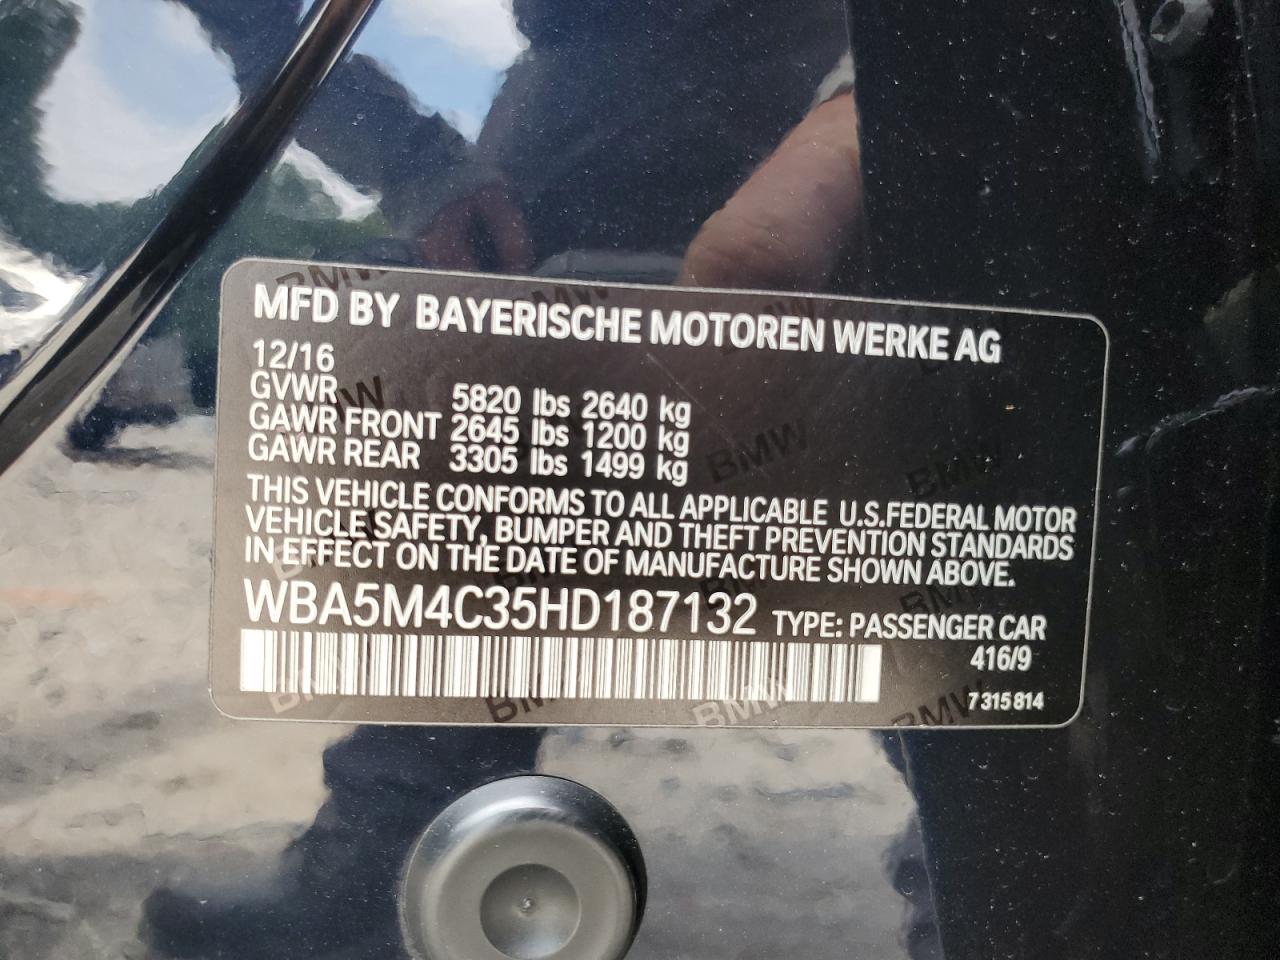 MFD BY BAYERISCHE MOTOREN WERKE AG
12/16
GVWR 5820 lbs 2640 kg
GAWR FRONT 2645 lbs 1200 kg
GAWR REAR 3305 lbs 1499 kg
THIS VEHICLE CONFORMS TO ALL APPLICABLE U.S.FEDERAL MOTOR
VEHICLE SAFETY, BUMPER AND THEFT PREVENTION STANDARDS
IN EFFECT ON THE DATE OF MANUFACTURE SHOWN ABOVE.
WBA5M4C35HD187132 TYPE: PASSENGER CAR
416/9
7 315 814